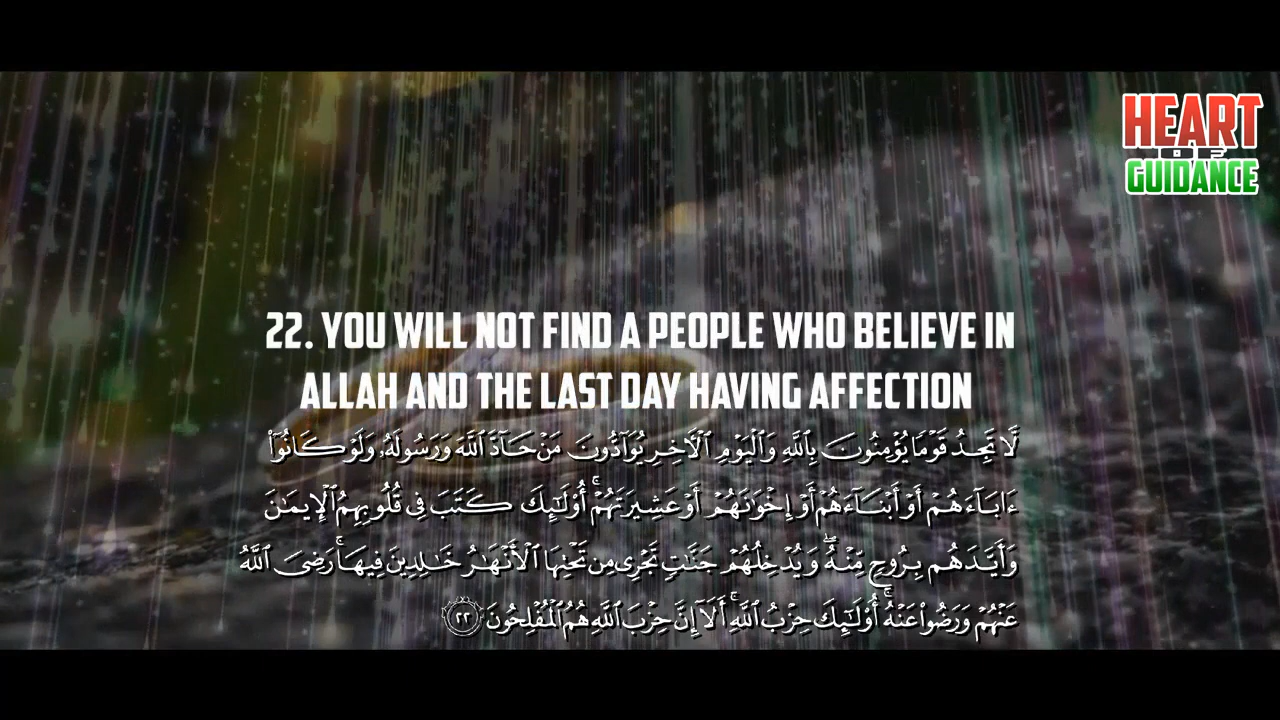 HEART
OF
GUIDANCE
22. YOU WILL NOT FIND A PEOPLE WHO BELIEVE IN
ALLAH AND THE LAST DAY HAVING AFFECTION
لَّا تَجِدُ قَوْمًا يُؤْمِنُونَ بِٱللَّهِ وَٱلْيَوْمِ ٱلْـَٔاخِرِ يُوَآدُّونَ مَنْ حَآدَّ ٱللَّهَ وَرَسُولَهُۥ وَلَوْ كَانُوٓا۟
ءَابَآءَهُمْ أَوْ أَبْنَآءَهُمْ أَوْ إِخْوَٰنَهُمْ أَوْ عَشِيرَتَهُمْ ۚ أُو۟لَـٰٓئِكَ كَتَبَ فِى قُلُوبِهِمُ ٱلْإِيمَـٰنَ
وَأَيَّدَهُم بِرُوحٍ مِّنْهُ ۖ وَيُدْخِلُهُمْ جَنَّـٰتٍ تَجْرِى مِن تَحْتِهَا ٱلْأَنْهَـٰرُ خَـٰلِدِينَ فِيهَا ۚ رَضِىَ ٱللَّهُ
عَنْهُمْ وَرَضُوا۟ عَنْهُ ۚ أُو۟لَـٰٓئِكَ حِزْبُ ٱللَّهِ ۚ أَلَآ إِنَّ حِزْبَ ٱللَّهِ هُمُ ٱلْمُفْلِحُونَ ٢٢